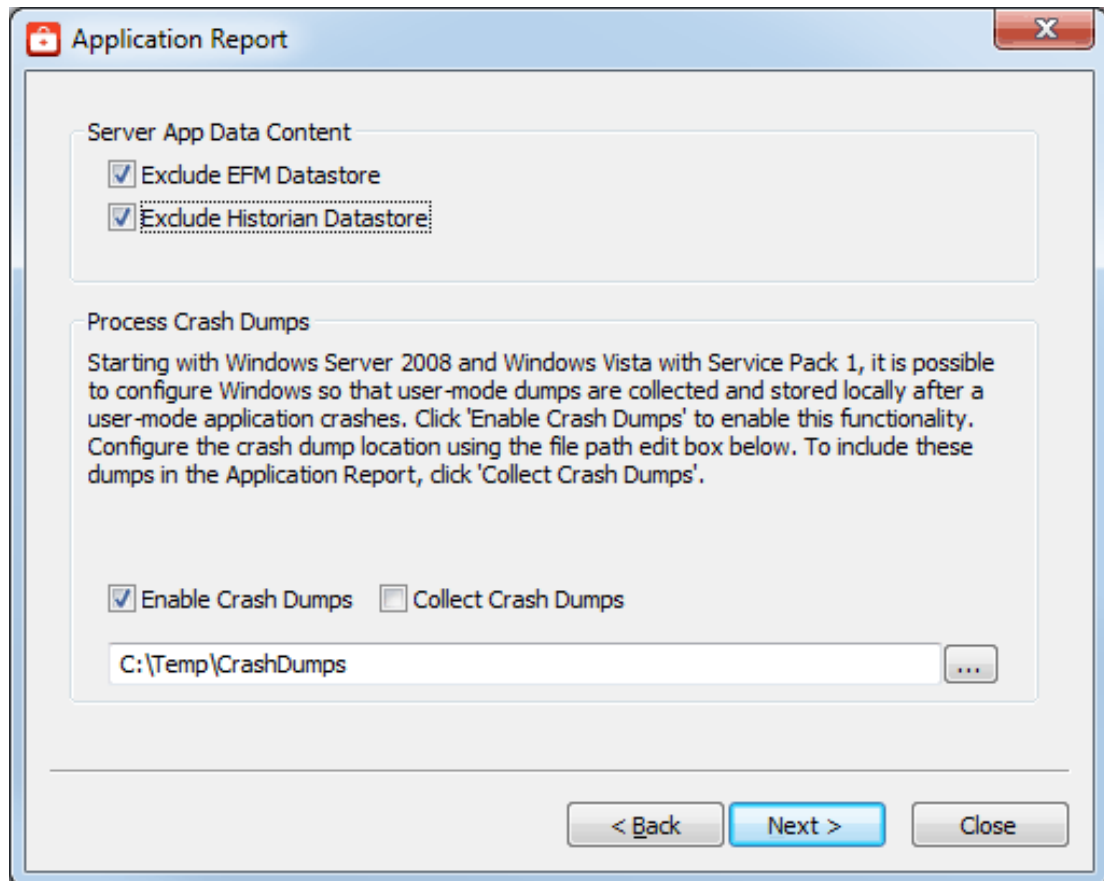 Application Report
Server App Data Content
Exclude EFM Datastore
Exclude Historian Datastore
Process Crash Dumps
Starting with Windows Server 2008 and Windows Vista with Service Pack 1, it is possible
to configure Windows so that user-mode dumps are collected and stored locally after a
user-mode application crashes. Click 'Enable Crash Dumps' to enable this functionality.
Configure the crash dump location using the file path edit box below. To include these
dumps in the Application Report, click 'Collect Crash Dumps'.
Enable Crash Dumps Collect Crash Dumps
C:\Temp\CrashDumps ...
< Back Next > Close